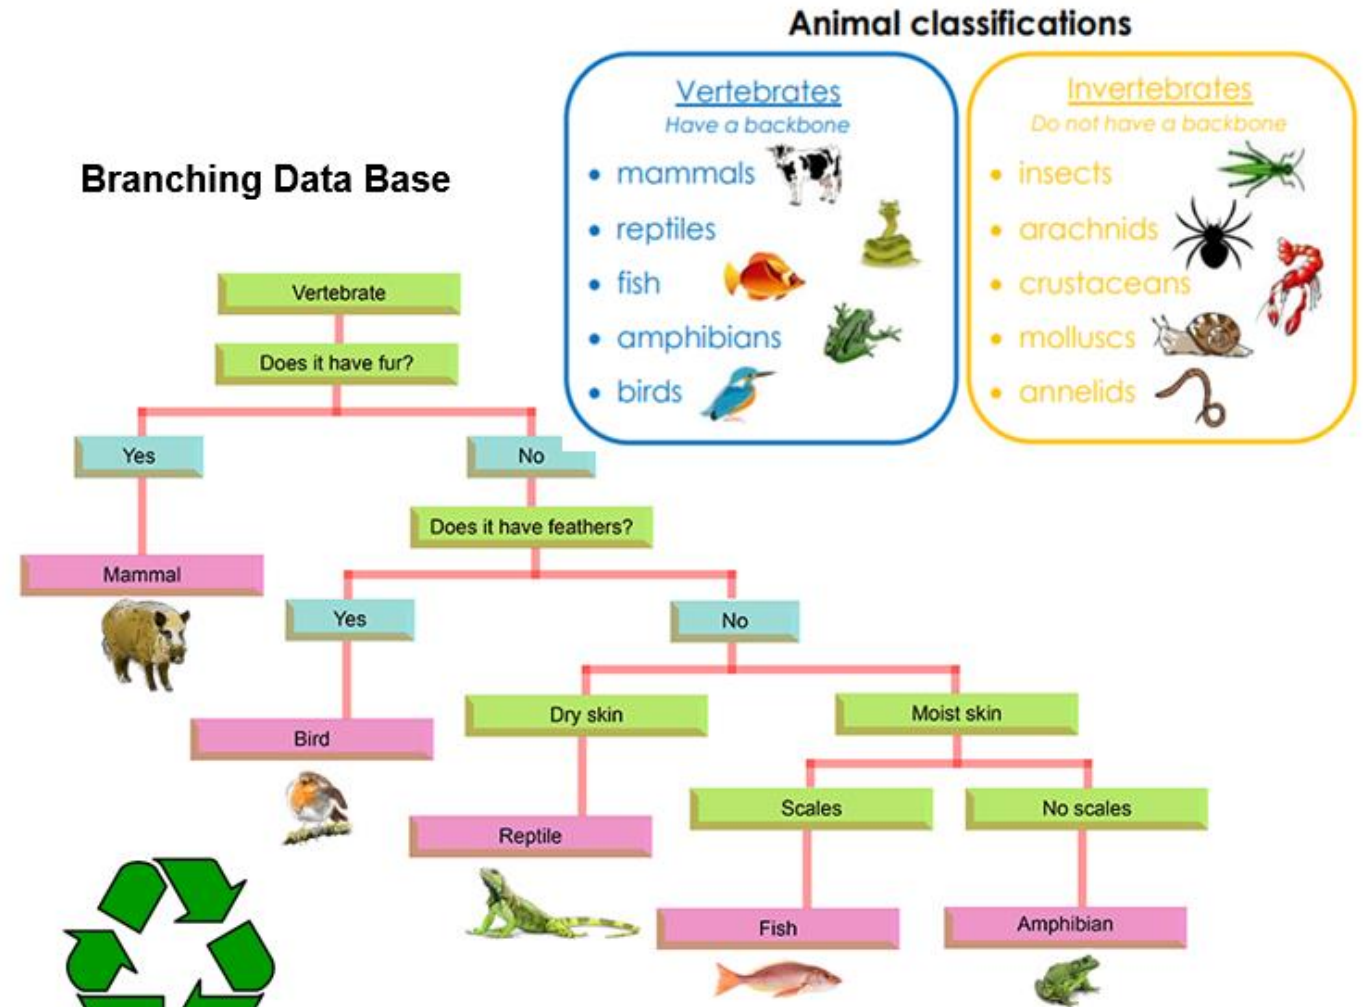 Animal classifications
Vertebrates
Have a backbone
mammals
reptiles
fish
amphibians
birds
Invertebrates
Do not have a backbone
insects
arachnids
crustaceans
molluscs
annelids
Branching Data Base
Vertebrate
Does it have fur?
Yes
No
Does it have feathers?
Mammal
Yes
No
Bird
Dry skin
Moist skin
Reptile
Scales
No scales
Fish
Amphibian